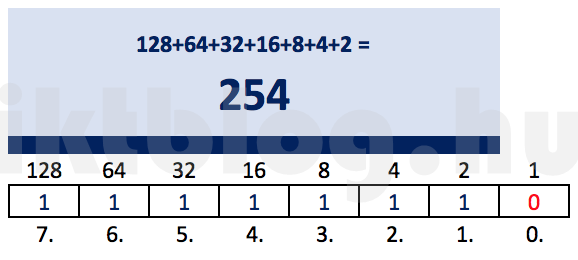 128+64+32+16+8+4+2 =
254
128 64 32 16 8 4 2 1
1 1 1 1 1 1 1 0
7. 6. 5. 4. 3. 2. 1. 0.
iktblog.hu